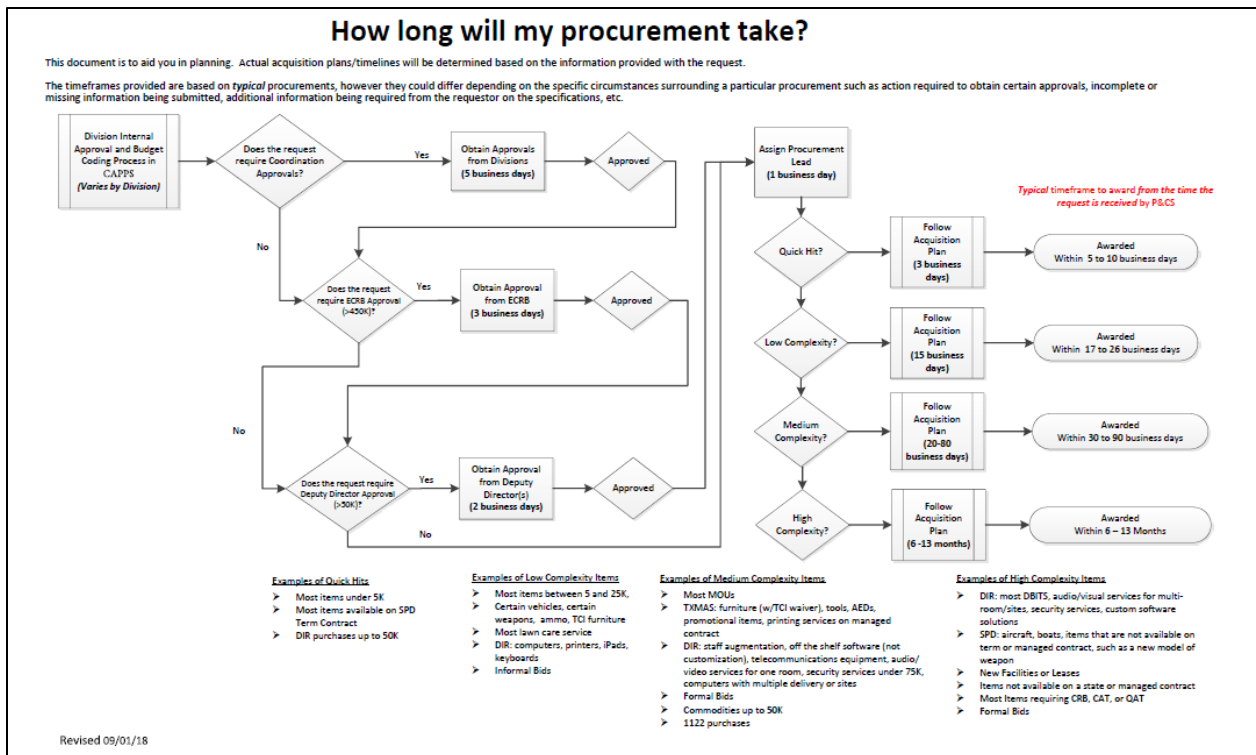 How long will my procurement take?
This document is to aid you in planning. Actual acquisition plans/timelines will be determined based on the information provided with the request.
The timeframes provided are based on typical procurements, however they could differ depending on the specific circumstances surrounding a particular procurement such as action required to obtain certain approvals, incomplete or
missing information being submitted, additional information being required from the requestor on the specifications, etc.
Division Internal
Approval and Budget
Coding Process in
CAPPS
(Varies by Division)
Does the request
require Coordination
Approvals?
Yes
No
Obtain Approvals
from Divisions
(5 business days)
Approved
Does the request
require ECRB Approval
(>450K)?
Yes
No
Obtain Approval
from ECRB
(3 business days)
Approved
Does the request require
Deputy Director Approval
(>50K)?
Yes
No
Obtain Approval
from Deputy
Director(s)
(2 business days)
Approved
Assign Procurement
Lead
(1 business day)
Typical timeframe to award from the time the
request is received by P&CS
Quick Hit?
Follow
Acquisition
Plan
(3 business
days)
Awarded
Within 5 to 10 business days
Low Complexity?
Follow
Acquisition
Plan
(15 business
days)
Awarded
Within 17 to 26 business days
Medium
Complexity?
Follow
Acquisition
Plan
(20-80
business days)
Awarded
Within 30 to 90 business days
High
Complexity?
Follow
Acquisition
Plan
(6 -13 months)
Awarded
Within 6 – 13 Months
Examples of Quick Hits
➤ Most items under 5K
➤ Most items available on SPD
Term Contract
➤ DIR purchases up to 50K
Examples of Low Complexity Items
➤ Most items between 5 and 25K,
➤ Certain vehicles, certain
weapons, ammo, TCI furniture
➤ Most lawn care service
➤ DIR: computers, printers, iPads,
keyboards
➤ Informal Bids
Examples of Medium Complexity Items
➤ Most MOUs
➤ TXMAS: furniture (w/TCI waiver), tools, AEDs,
promotional items, printing services on managed
contract
➤ DIR: staff augmentation, off the shelf software (not
customization), telecommunications equipment, audio/
video services for one room, security services under 75K,
computers with multiple delivery or sites
➤ Formal Bids
➤ Commodities up to 50K
➤ 1122 purchases
Examples of High Complexity Items
➤ DIR: most DBITS, audio/visual services for multi-
room/sites, security services, custom software
solutions
➤ SPD: aircraft, boats, items that are not available on
term or managed contract, such as a new model of
weapon
➤ New Facilities or Leases
➤ Items not available on a state or managed contract
➤ Most Items requiring CRB, CAT, or QAT
➤ Formal Bids
Revised 09/01/18